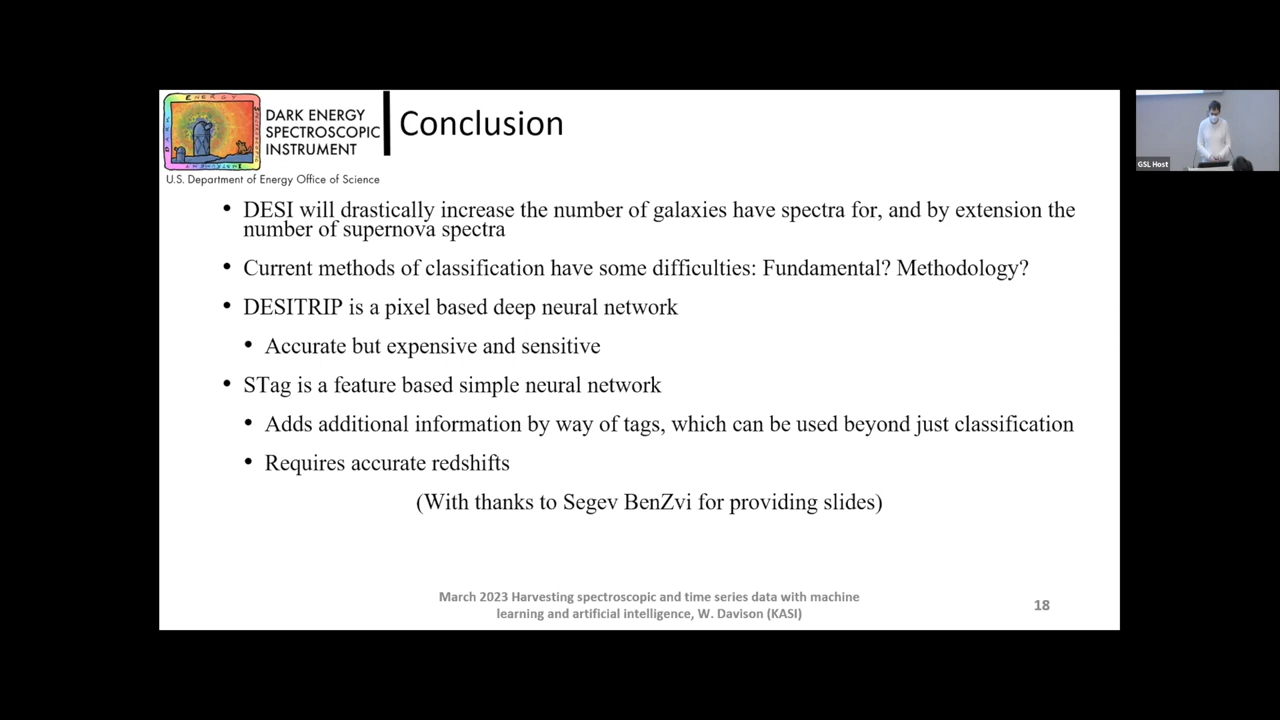 ENERGY
DARK ENERGY
SPECTROSCOPIC
INSTRUMENT
U.S. Department of Energy Office of Science
Conclusion
• DESI will drastically increase the number of galaxies have spectra for, and by extension the
number of supernova spectra
• Current methods of classification have some difficulties: Fundamental? Methodology?
• DESITRIP is a pixel based deep neural network
• Accurate but expensive and sensitive
• STag is a feature based simple neural network
• Adds additional information by way of tags, which can be used beyond just classification
• Requires accurate redshifts
(With thanks to Segev BenZvi for providing slides)
March 2023 Harvesting spectroscopic and time series data with machine
learning and artificial intelligence, W. Davison (KASI)
18
GSL Host